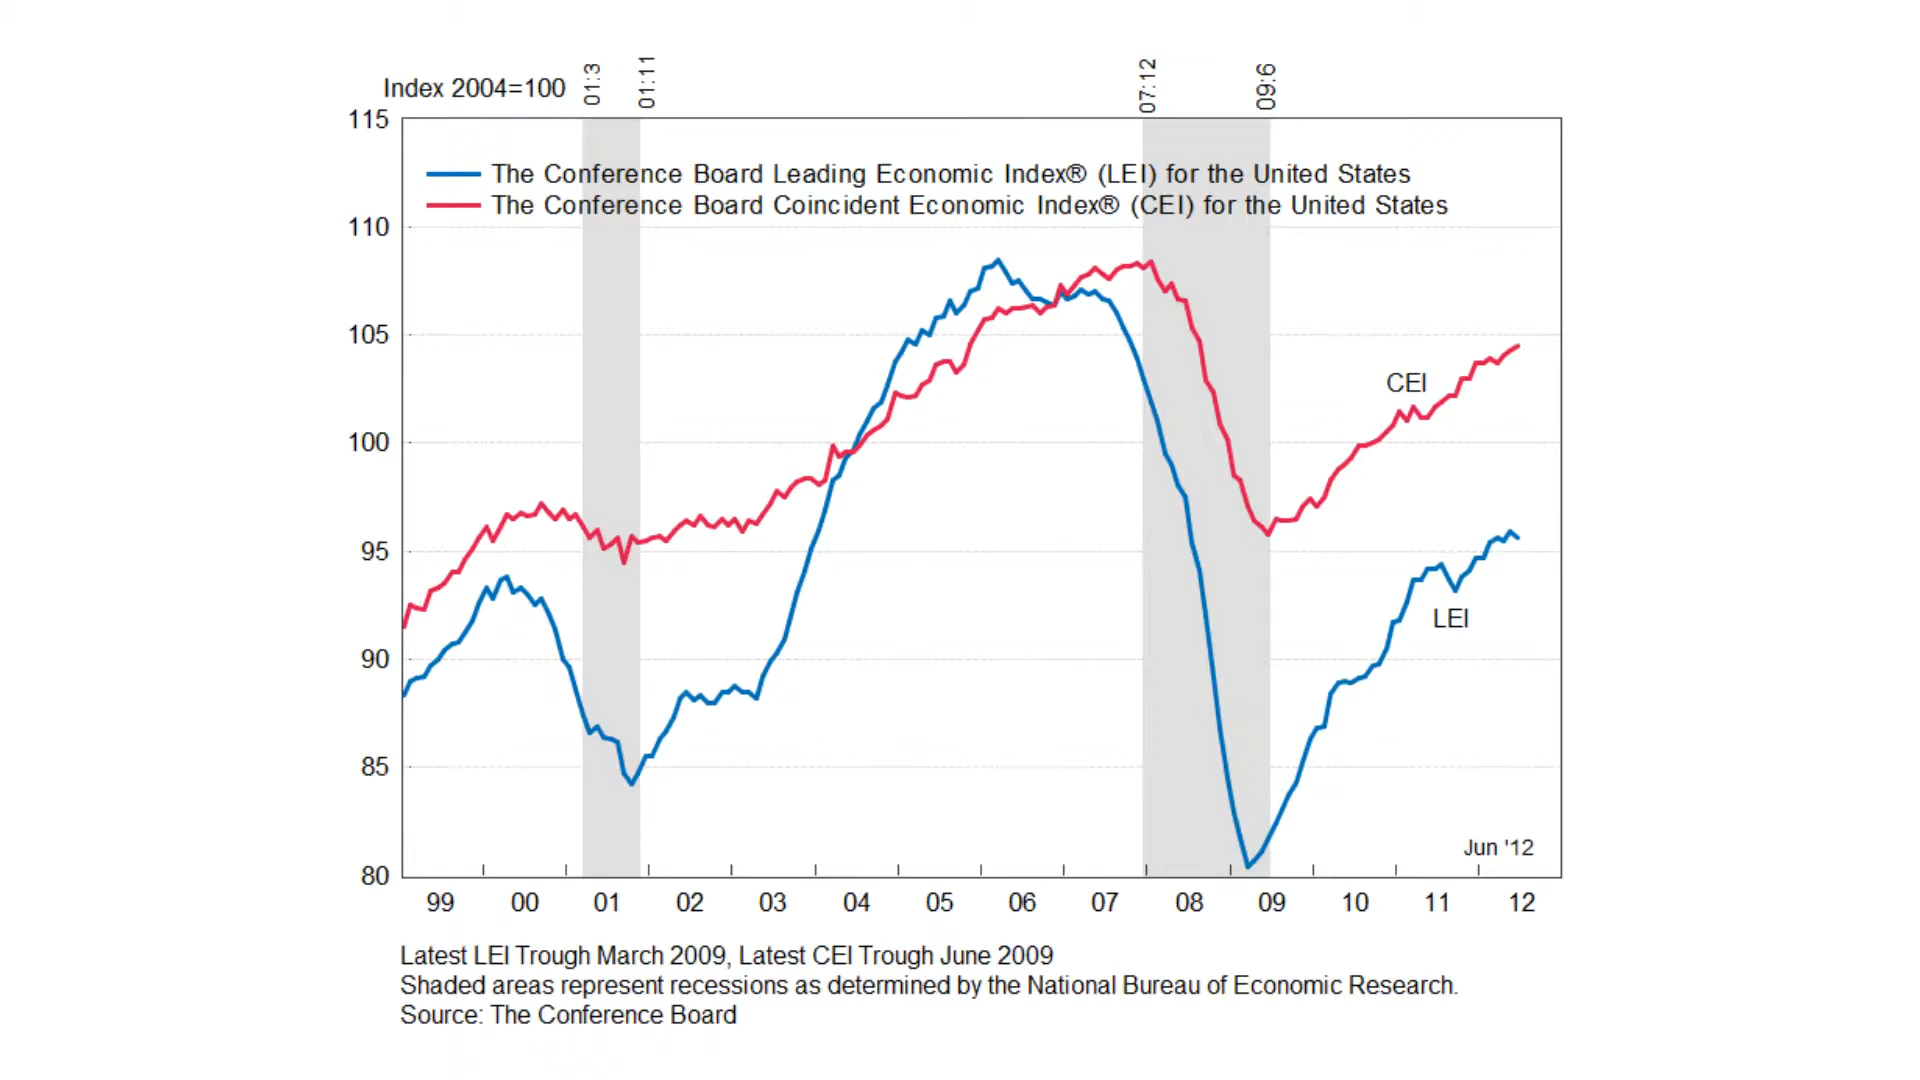 Index 2004=100
01:3
01:11
07:12
09:6
115
The Conference Board Leading Economic Index® (LEI) for the United States
The Conference Board Coincident Economic Index® (CEI) for the United States
110
105
CEI
100
95
LEI
90
85
Jun '12
80
99 00 01 02 03 04 05 06 07 08 09 10 11 12
Latest LEI Trough March 2009, Latest CEI Trough June 2009
Shaded areas represent recessions as determined by the National Bureau of Economic Research.
Source: The Conference Board